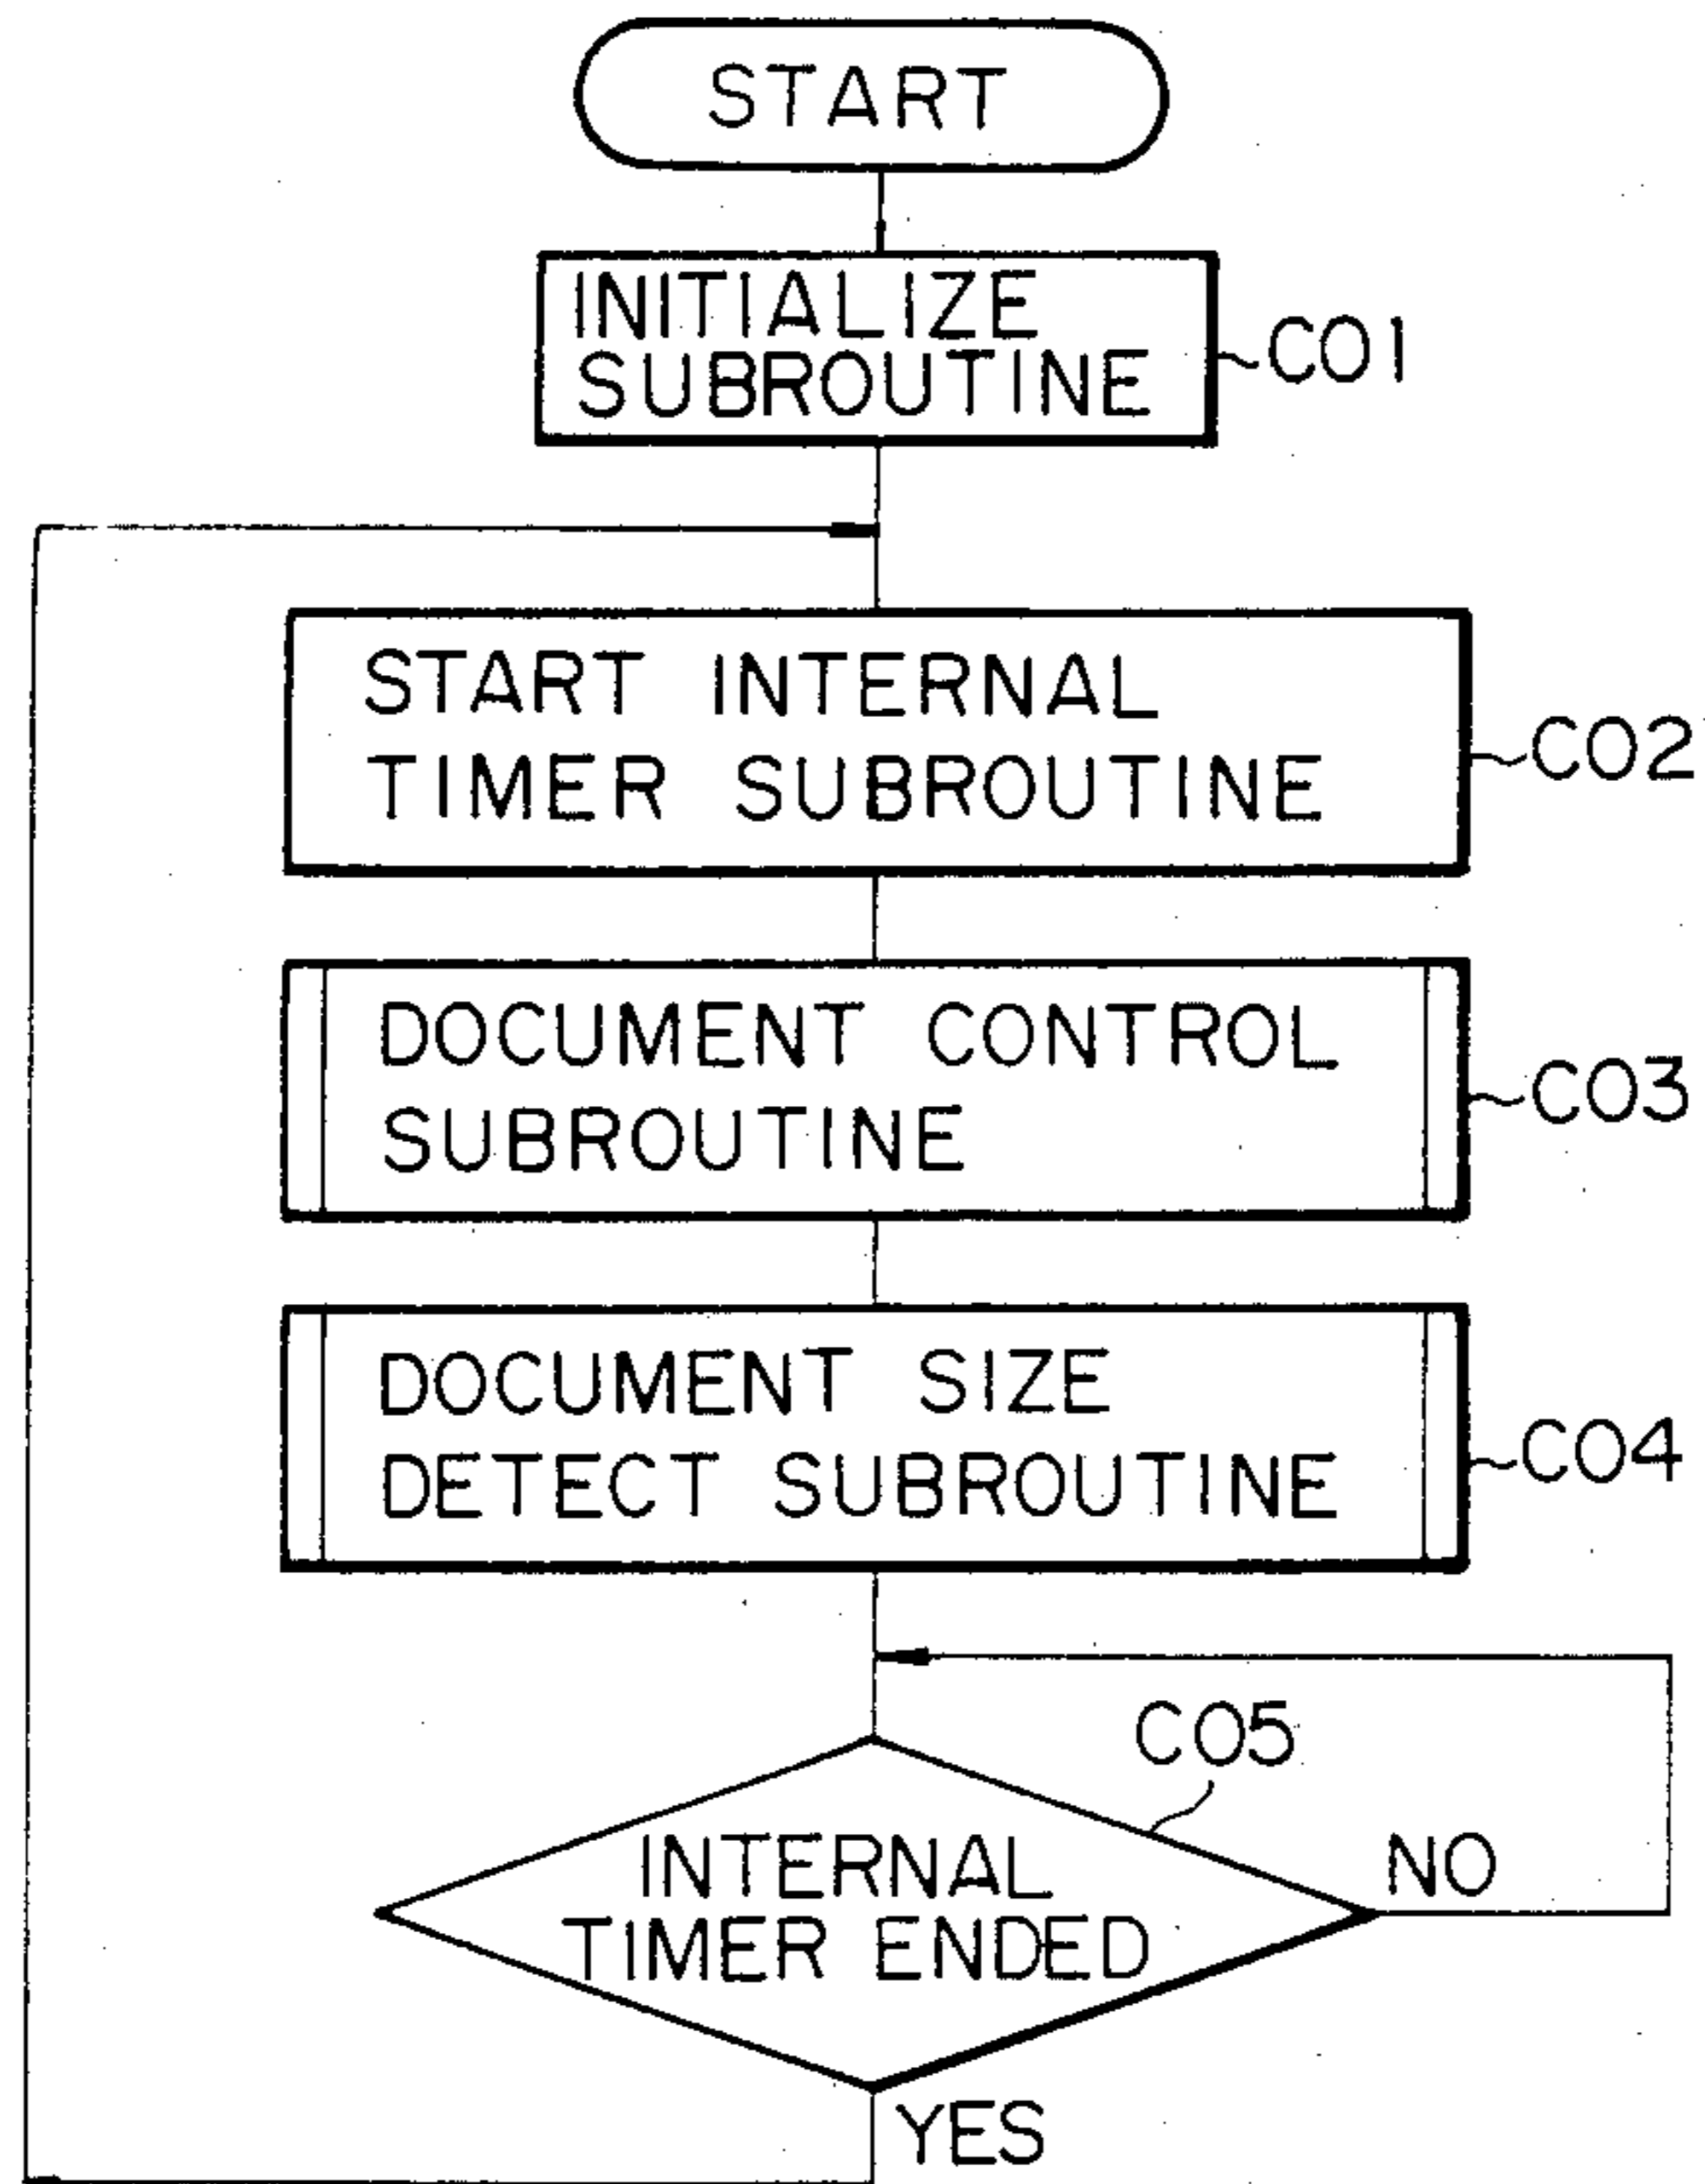 START
INITIALIZE
SUBROUTINE
C01
START INTERNAL
TIMER SUBROUTINE
C02
DOCUMENT CONTROL
SUBROUTINE
C03
DOCUMENT SIZE
DETECT SUBROUTINE
C04
C05
INTERNAL
TIMER ENDED
NO
YES